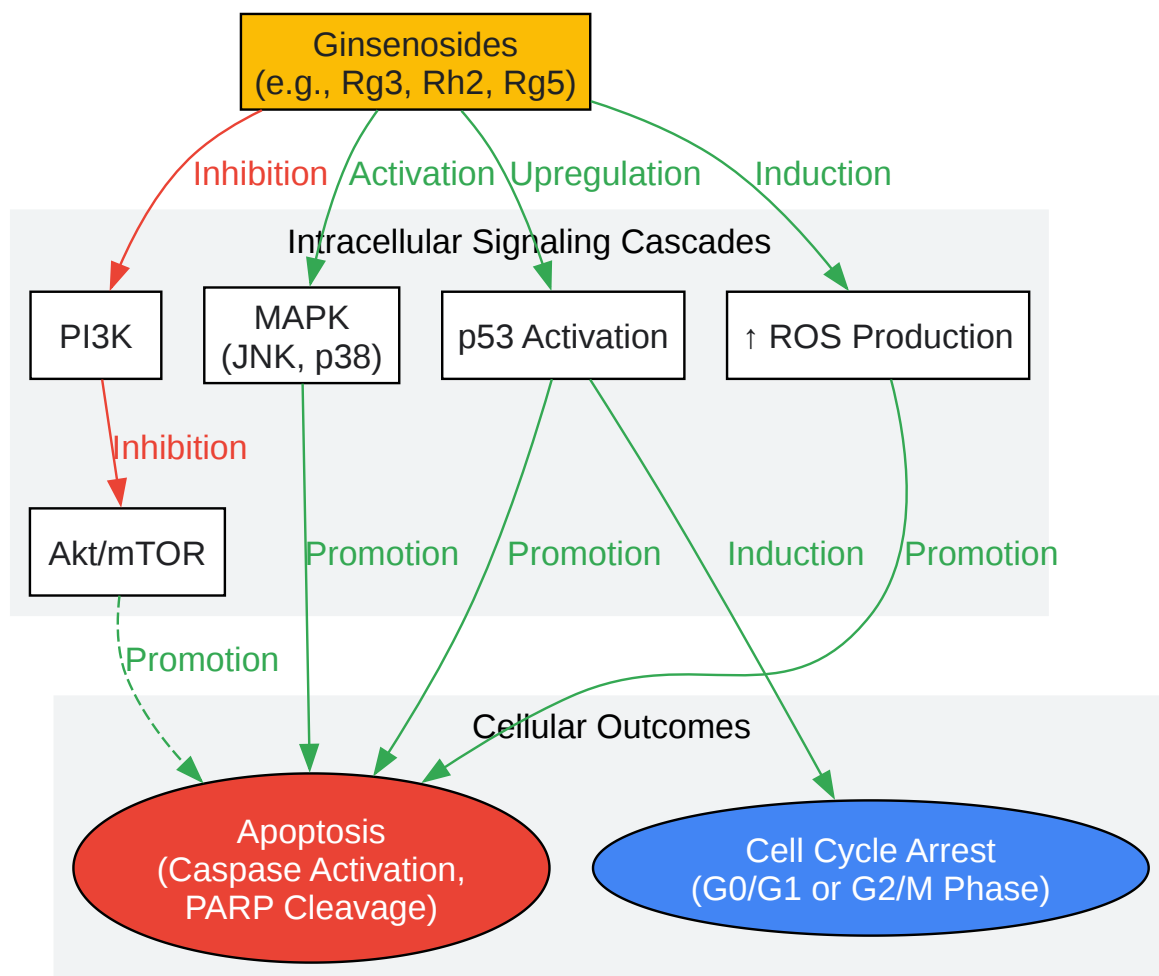 Ginsenosides
(e.g., Rg3, Rh2, Rg5)
Inhibition
Activation
Upregulation
Induction
Intracellular Signaling Cascades
PI3K
MAPK
(JNK, p38)
p53 Activation
↑ ROS Production
Inhibition
Akt/mTOR
Promotion
Promotion
Induction
Promotion
Promotion
Cellular Outcomes
Apoptosis
(Caspase Activation,
PARP Cleavage)
Cell Cycle Arrest
(G0/G1 or G2/M Phase)